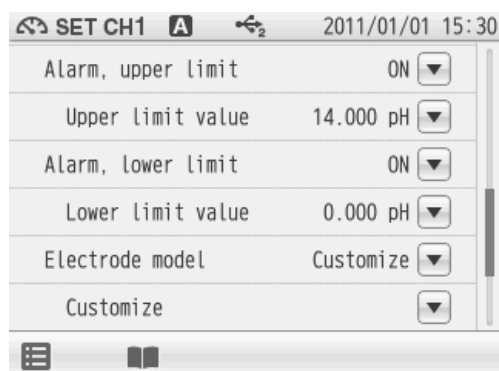 SET CH1 A 2 2011/01/01 15:30
Alarm, upper limit ON
Upper limit value 14.000 pH
Alarm, lower limit ON
Lower limit value 0.000 pH
Electrode model Customize
Customize